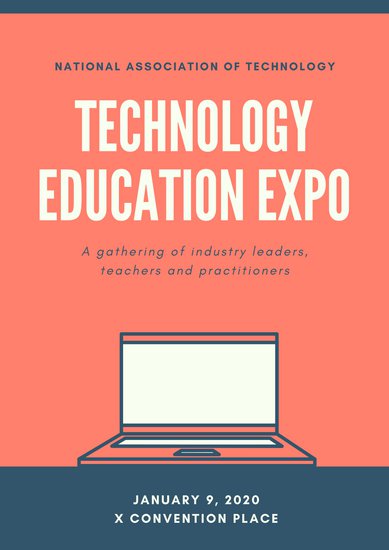 NATIONAL ASSOCIATION OF TECHNOLOGY
TECHNOLOGY
EDUCATION EXPO
A gathering of industry leaders,
teachers and practitioners
JANUARY 9, 2020
X CONVENTION PLACE